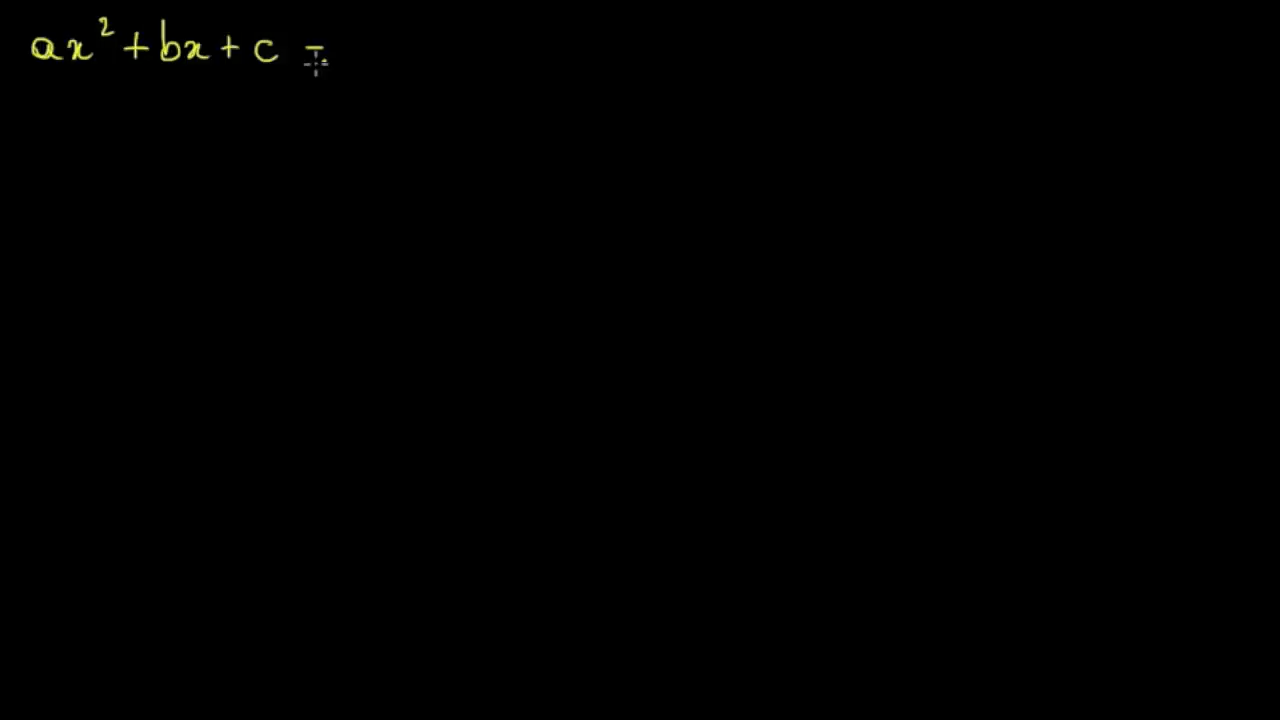 ax² + bx + c =